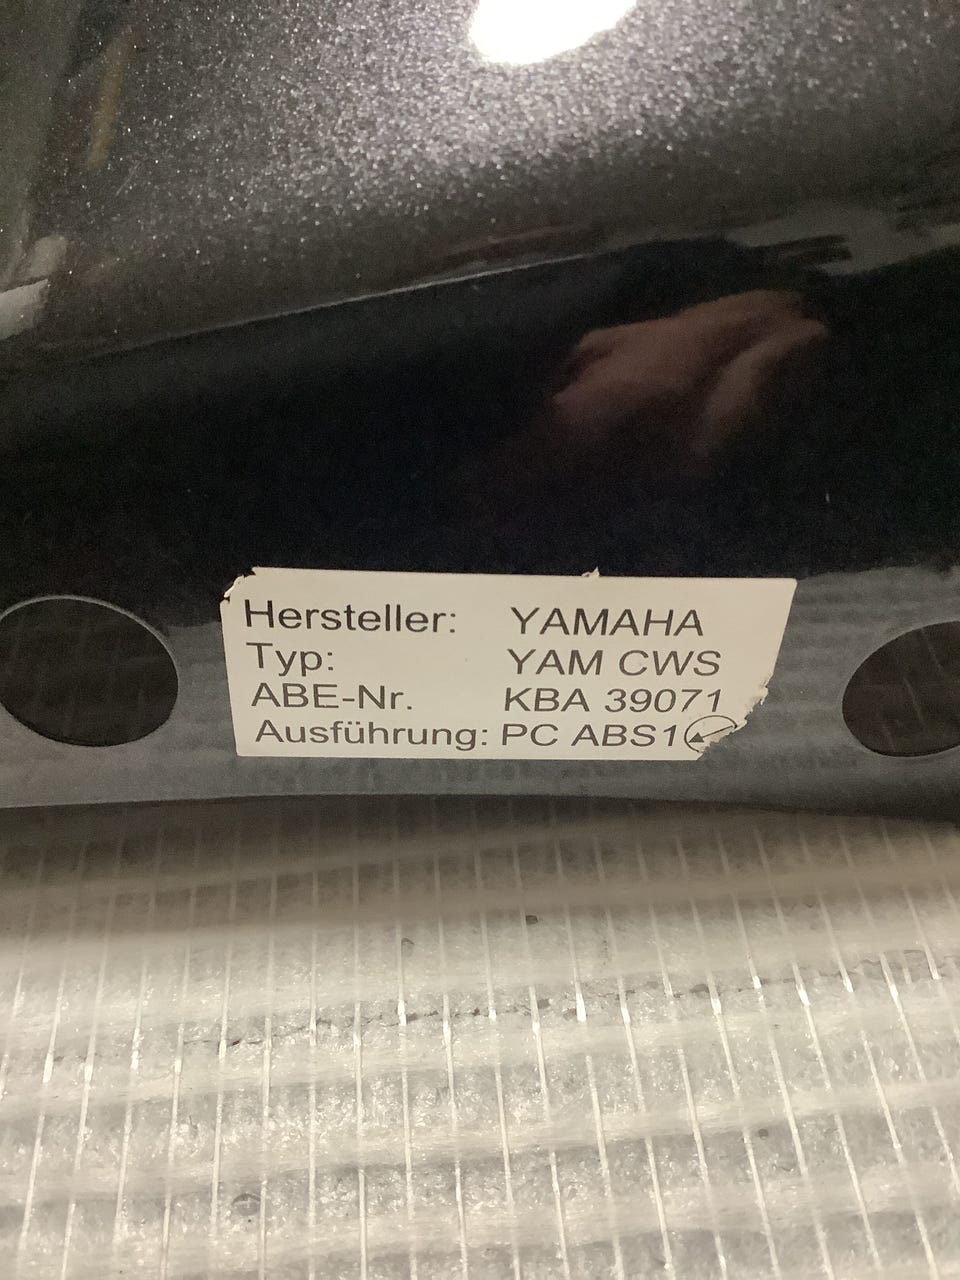 Hersteller: YAMAHA
Typ: YAM CWS
ABE-Nr. KBA 39071
Ausführung: PC ABS1